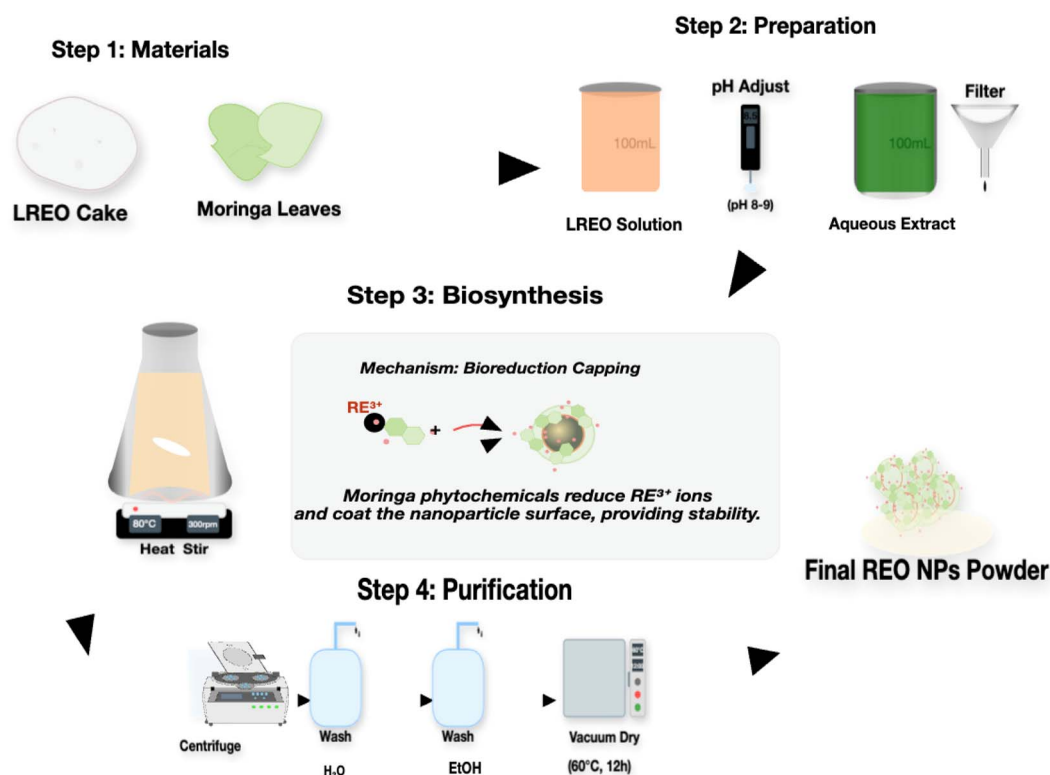 Step 1: Materials
LREO Cake
Moringa Leaves
Step 2: Preparation
100mL
LREO Solution
pH Adjust
8.5
(pH 8-9)
100mL
Aqueous Extract
Filter
Step 3: Biosynthesis
80°C
300rpm
Heat Stir
Mechanism: Bioreduction Capping
RE³⁺
+
Moringa phytochemicals reduce RE³⁺ ions
and coat the nanoparticle surface, providing stability.
Final REO NPs Powder
Step 4: Purification
Centrifuge
Wash
H₂O
Wash
EtOH
Vacuum Dry
(60°C, 12h)